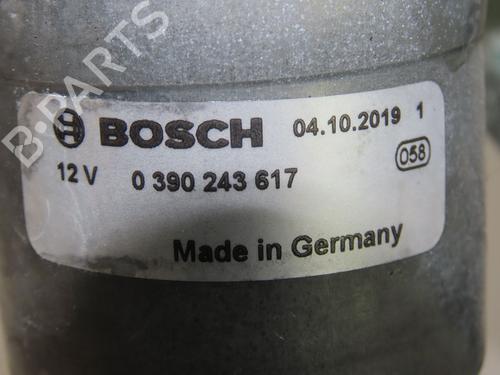 B-PARTS
BOSCH 04.10.2019 1
12 V 0 390 243 617 058
Made in Germany